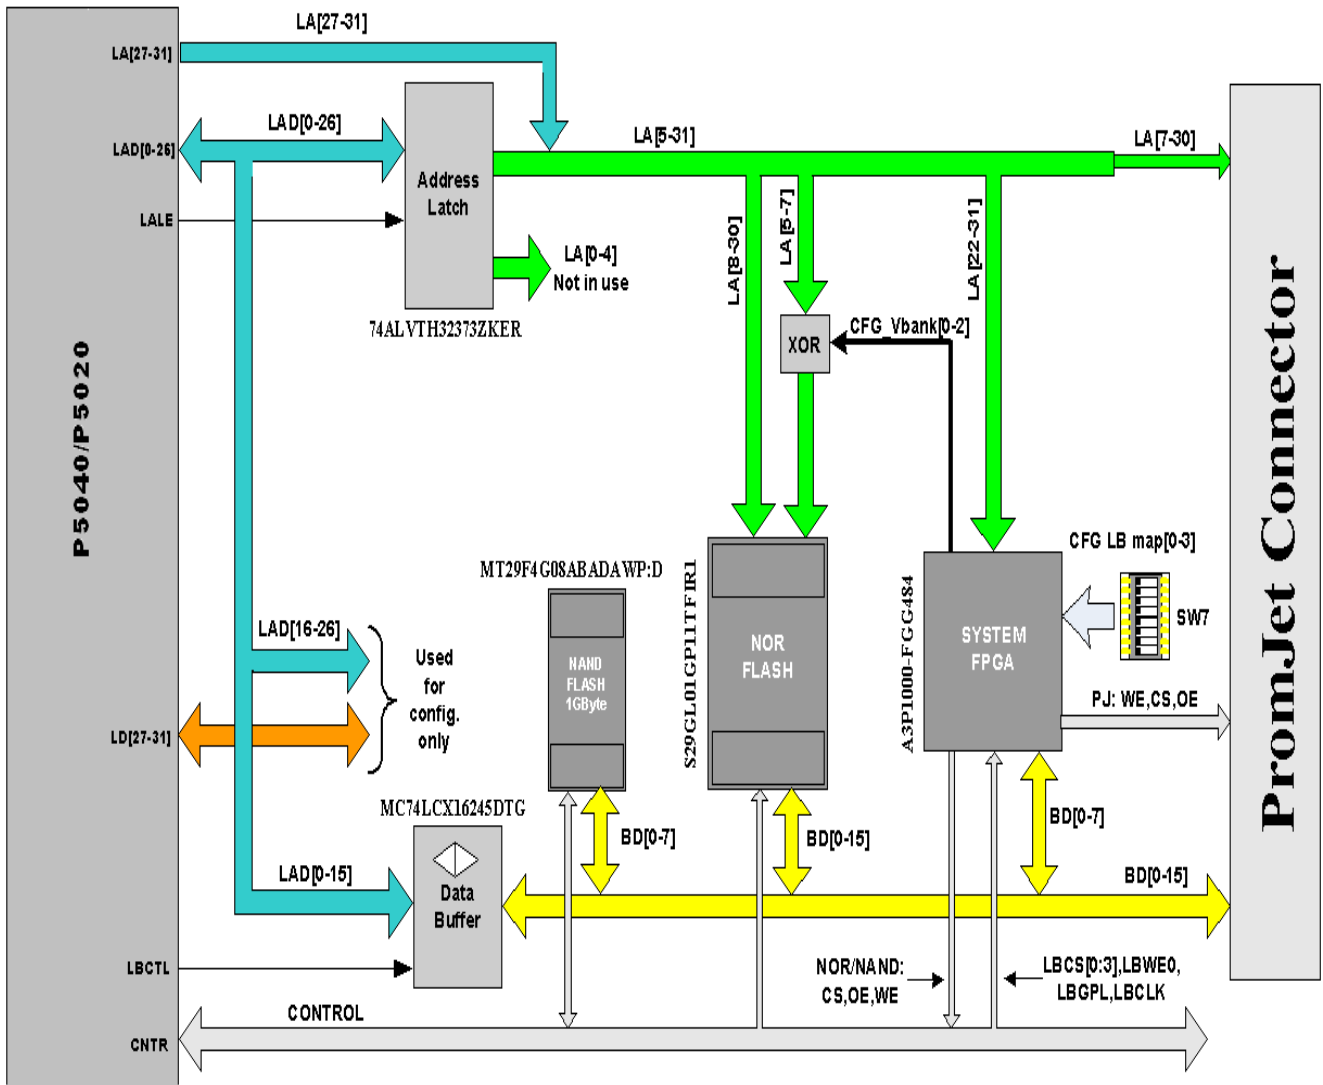 LA[27-31]
LA[27-31]
LAD[0-26]
LAD[0-26]
LA[5-31]
LA[7-30]
LALE
Address
Latch
LA[0-4]
Not in use
74ALVTH32373ZKER
LA[8-30]
LA[5-7]
LA[22-31]
XOR
CFG_Vbank[0-2]
P5040/P5020
PromJet Connector
MT29F4G08ABADAWP:D
NAND
FLASH
1GByte
S29GL01GP11TFIR1
NOR
FLASH
A3P1000-FGG484
SYSTEM
FPGA
CFG LB map[0-3]
SW7
PJ: WE,CS,OE
LAD[16-26]
Used
for
config.
only
LD[27-31]
MC74LCX16245DTG
LAD[0-15]
Data
Buffer
BD[0-7]
BD[0-15]
BD[0-7]
BD[0-15]
LBCTL
NOR/NAND:
CS,OE,WE
LBCS[0:3],LBWE0,
LBGPL,LBCLK
CONTROL
CNTR